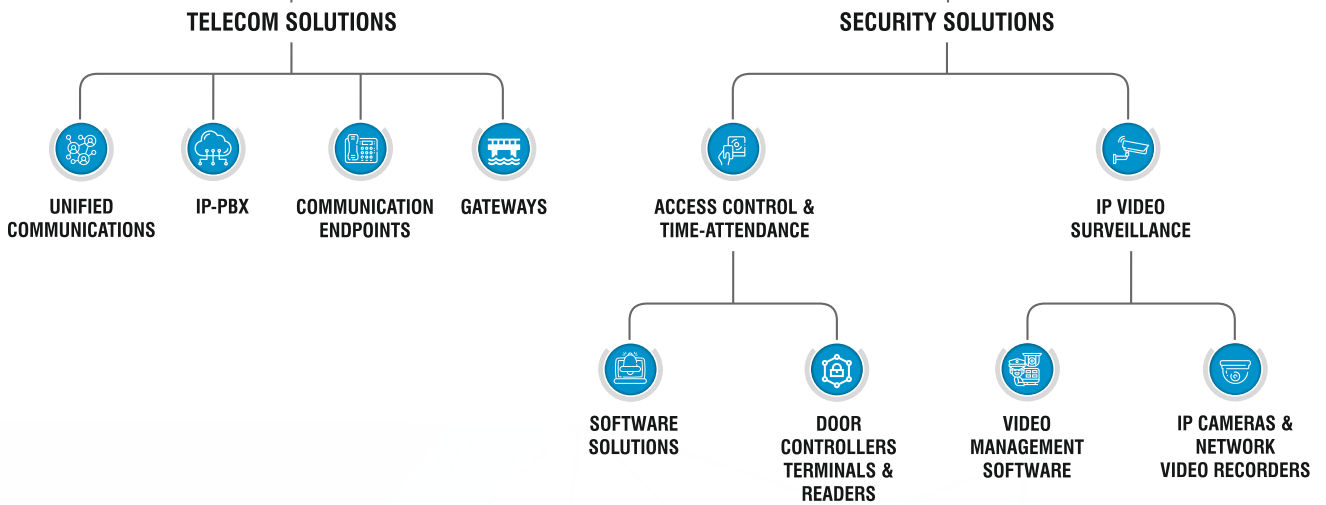 TELECOM SOLUTIONS
SECURITY SOLUTIONS
UNIFIED
COMMUNICATIONS
IP-PBX
COMMUNICATION
ENDPOINTS
GATEWAYS
ACCESS CONTROL &
TIME-ATTENDANCE
IP VIDEO
SURVEILLANCE
SOFTWARE
SOLUTIONS
DOOR
CONTROLLERS
TERMINALS &
READERS
VIDEO
MANAGEMENT
SOFTWARE
IP CAMERAS &
NETWORK
VIDEO RECORDERS